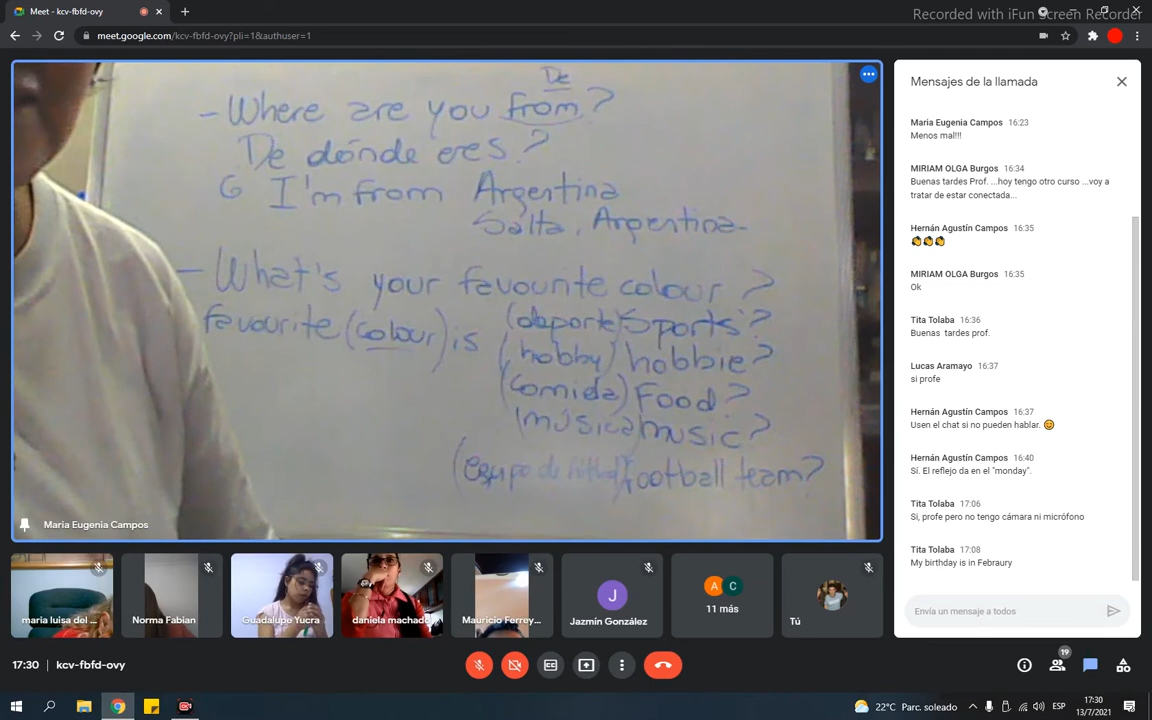 Meet - kcv-fbfd-ovy
Recorded with iFun Screen Recorder
meet.google.com/kcv-fbfd-ovy?pli=1&authuser=1
De
- Where are you from?
De dónde eres?
I'm from Argentina
Salta, Argentina-
- What's your favourite colour ?
favourite (colour) is (deporte) Sports?
(hobby) hobbie?
(comida) Food?
(música) music?
(equipo de fútbol) football team?
Maria Eugenia Campos
maria luisa del ...
Norma Fabian
Guadalupe Yucra
daniela machado
Mauricio Ferrey...
J
Jazmín González
A C
11 más
Tú
17:30 | kcv-fbfd-ovy
Mensajes de la llamada
Maria Eugenia Campos 16:23
Menos mal!!!
MIRIAM OLGA Burgos 16:34
Buenas tardes Prof. ...hoy tengo otro curso ...voy a
tratar de estar conectada...
Hernán Agustín Campos 16:35
👏👏👏
MIRIAM OLGA Burgos 16:35
Ok
Tita Tolaba 16:36
Buenas tardes prof.
Lucas Aramayo 16:37
si profe
Hernán Agustín Campos 16:37
Usen el chat si no pueden hablar. 😊
Hernán Agustín Campos 16:40
Sí. El reflejo da en el "monday".
Tita Tolaba 17:06
Si, profe pero no tengo cámara ni micrófono
Tita Tolaba 17:08
My birthday is in Febraury
Envía un mensaje a todos
19
22°C Parc. soleado
ESP
17:30
13/7/2021